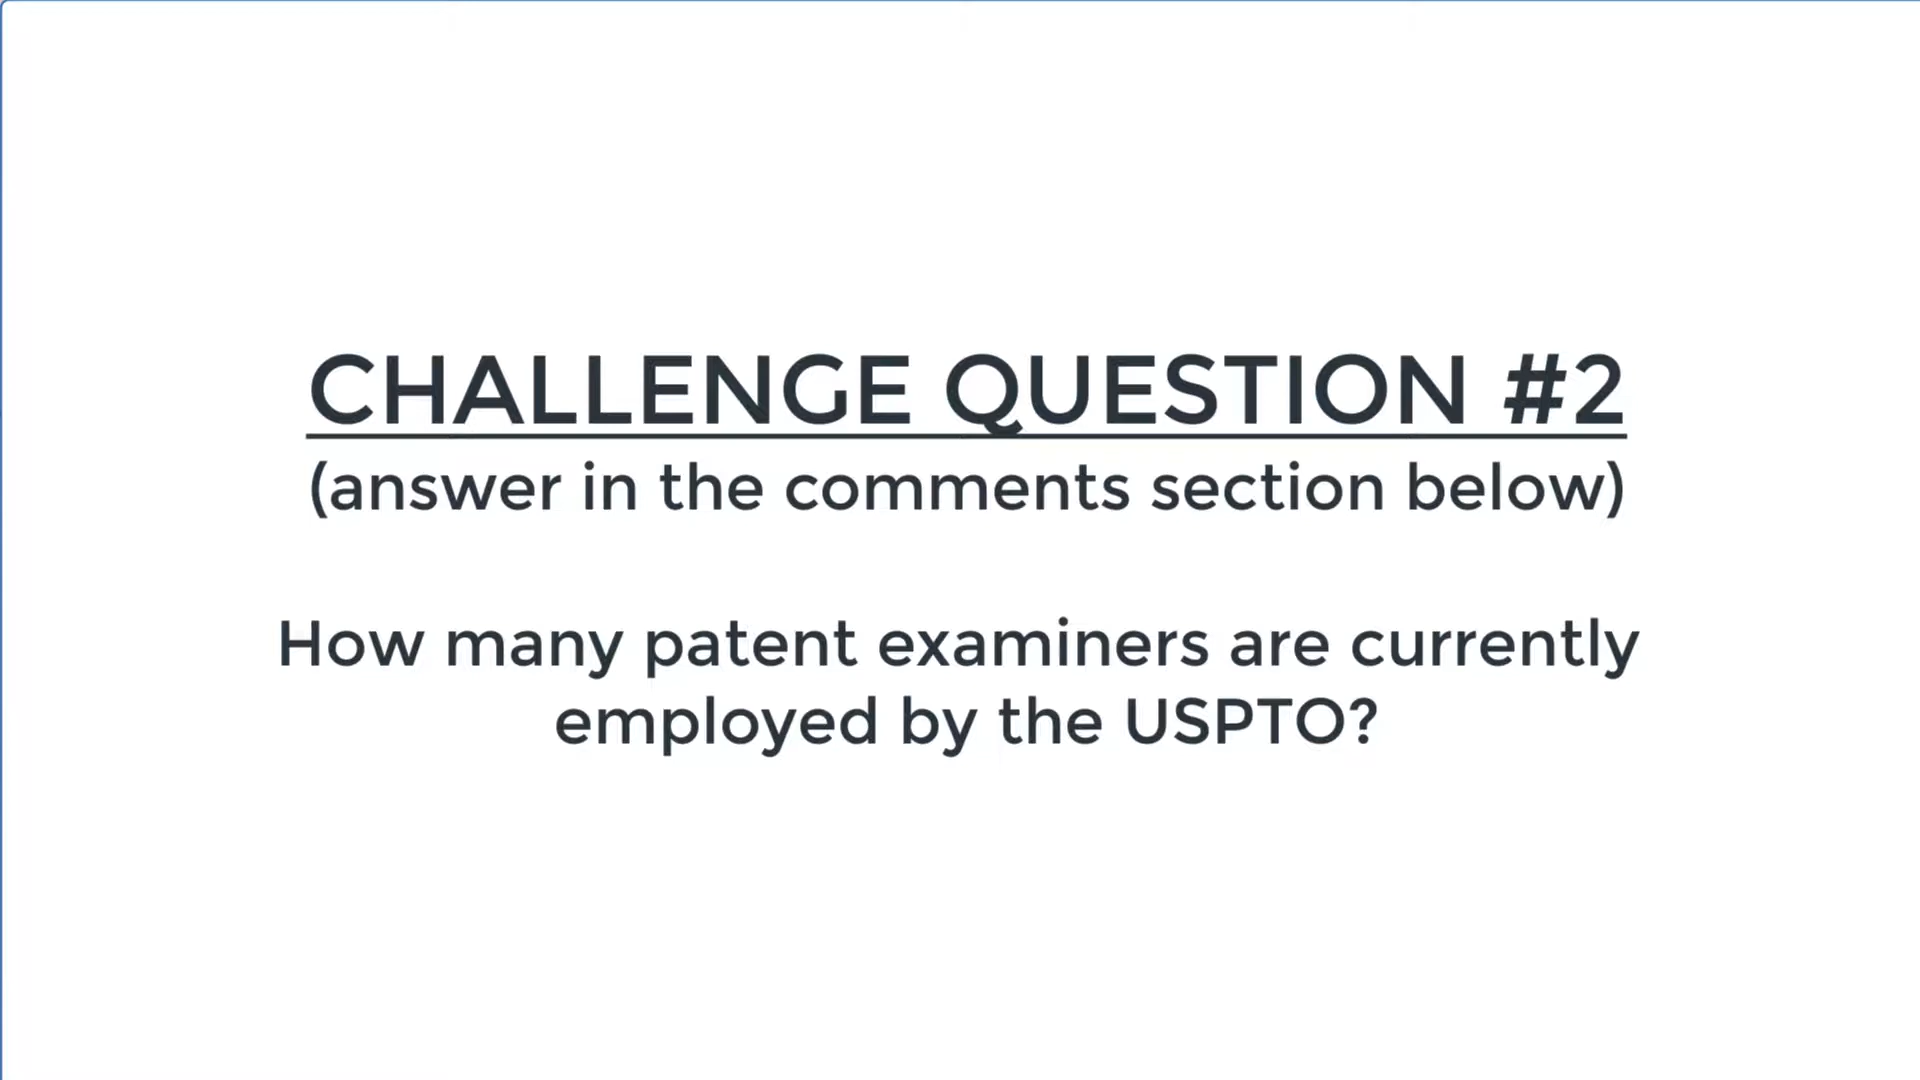 CHALLENGE QUESTION #2
(answer in the comments section below)
How many patent examiners are currently
employed by the USPTO?